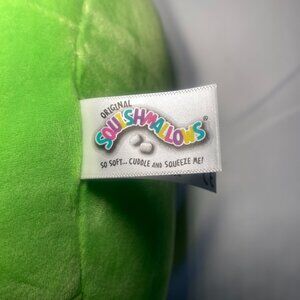 ORIGINAL
SQUISHMALLOWS®
SO SOFT... CUDDLE AND SQUEEZE ME!